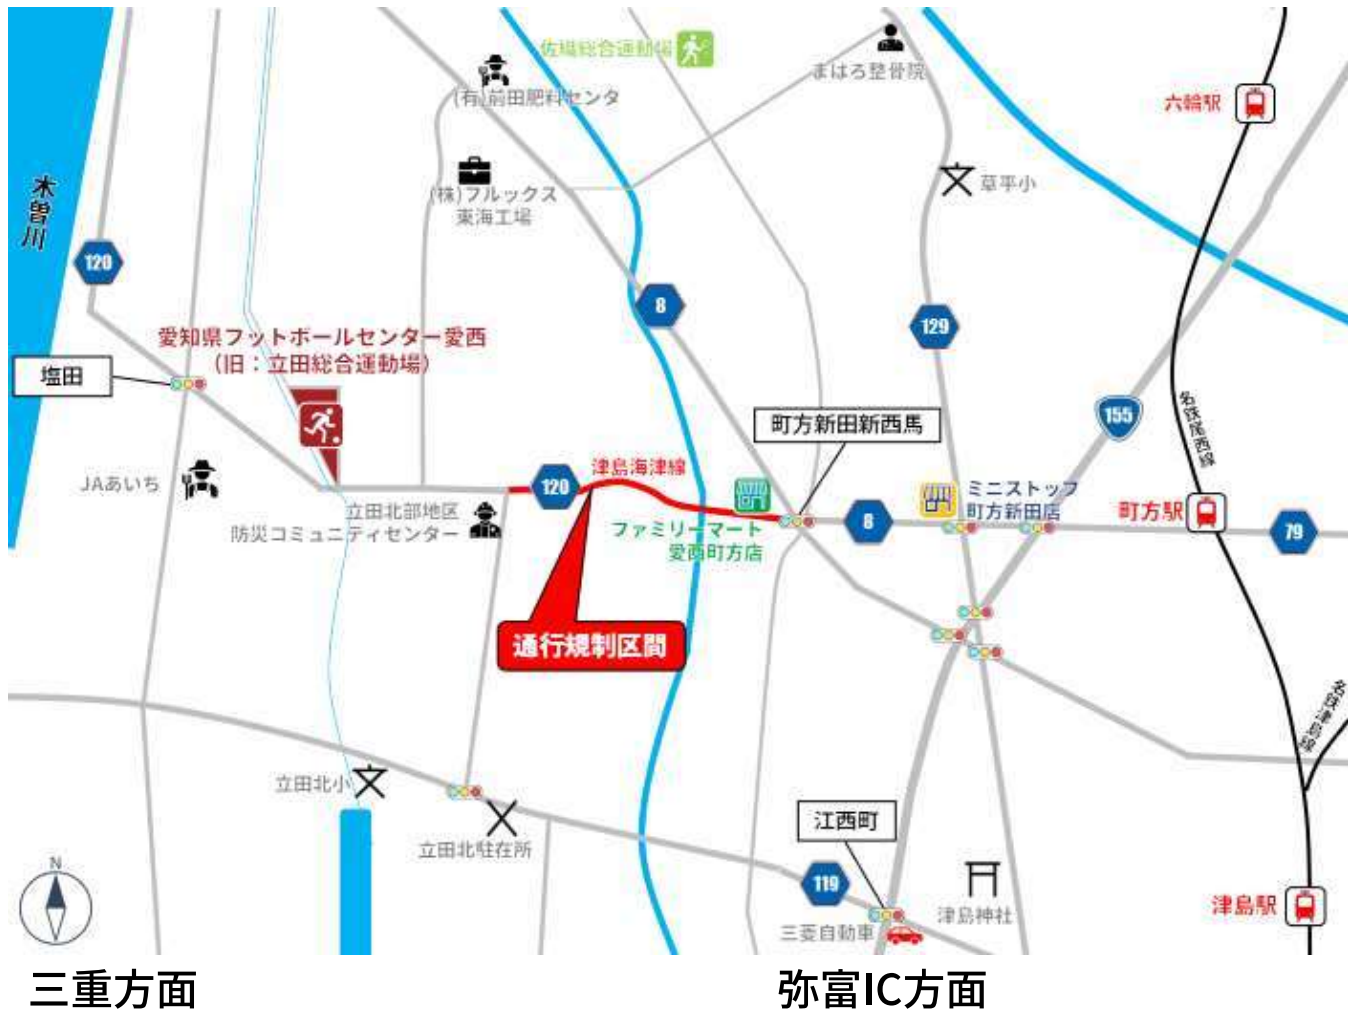 佐織総合運動場
まはろ整骨院
(有)前田肥料センタ
六輪駅
木曽川
(株)フルックス
東海工場
草平小
120
8
129
愛知県フットボールセンター愛西
（旧：立田総合運動場）
塩田
155
名鉄尾西線
町方新田新西馬
JAあいち
津島海津線
120
ミニストップ
町方新田店
立田北部地区
防災コミュニティセンター
ファミリーマート
愛西町方店
8
町方駅
79
通行規制区間
名鉄津島線
立田北小
立田北駐在所
江西町
119
津島神社
三菱自動車
津島駅
N
三重方面
弥富IC方面